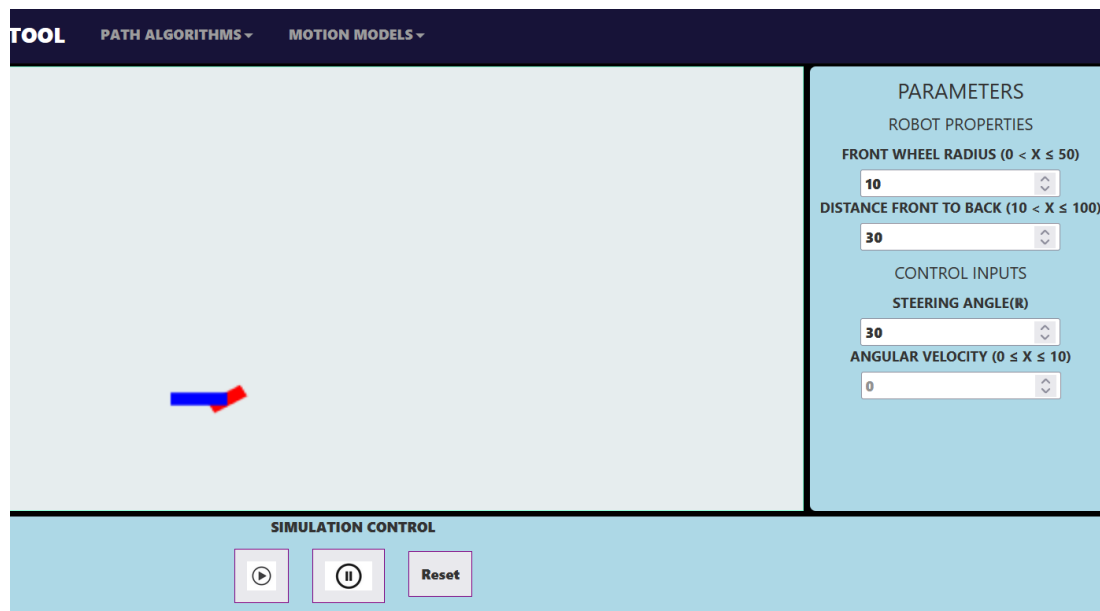 TOOL PATH ALGORITHMS MOTION MODELS
PARAMETERS
ROBOT PROPERTIES
FRONT WHEEL RADIUS (0 < X ≤ 50)
10
DISTANCE FRONT TO BACK (10 < X ≤ 100)
30
CONTROL INPUTS
STEERING ANGLE(ℝ)
30
ANGULAR VELOCITY (0 ≤ X ≤ 10)
0
SIMULATION CONTROL
Reset